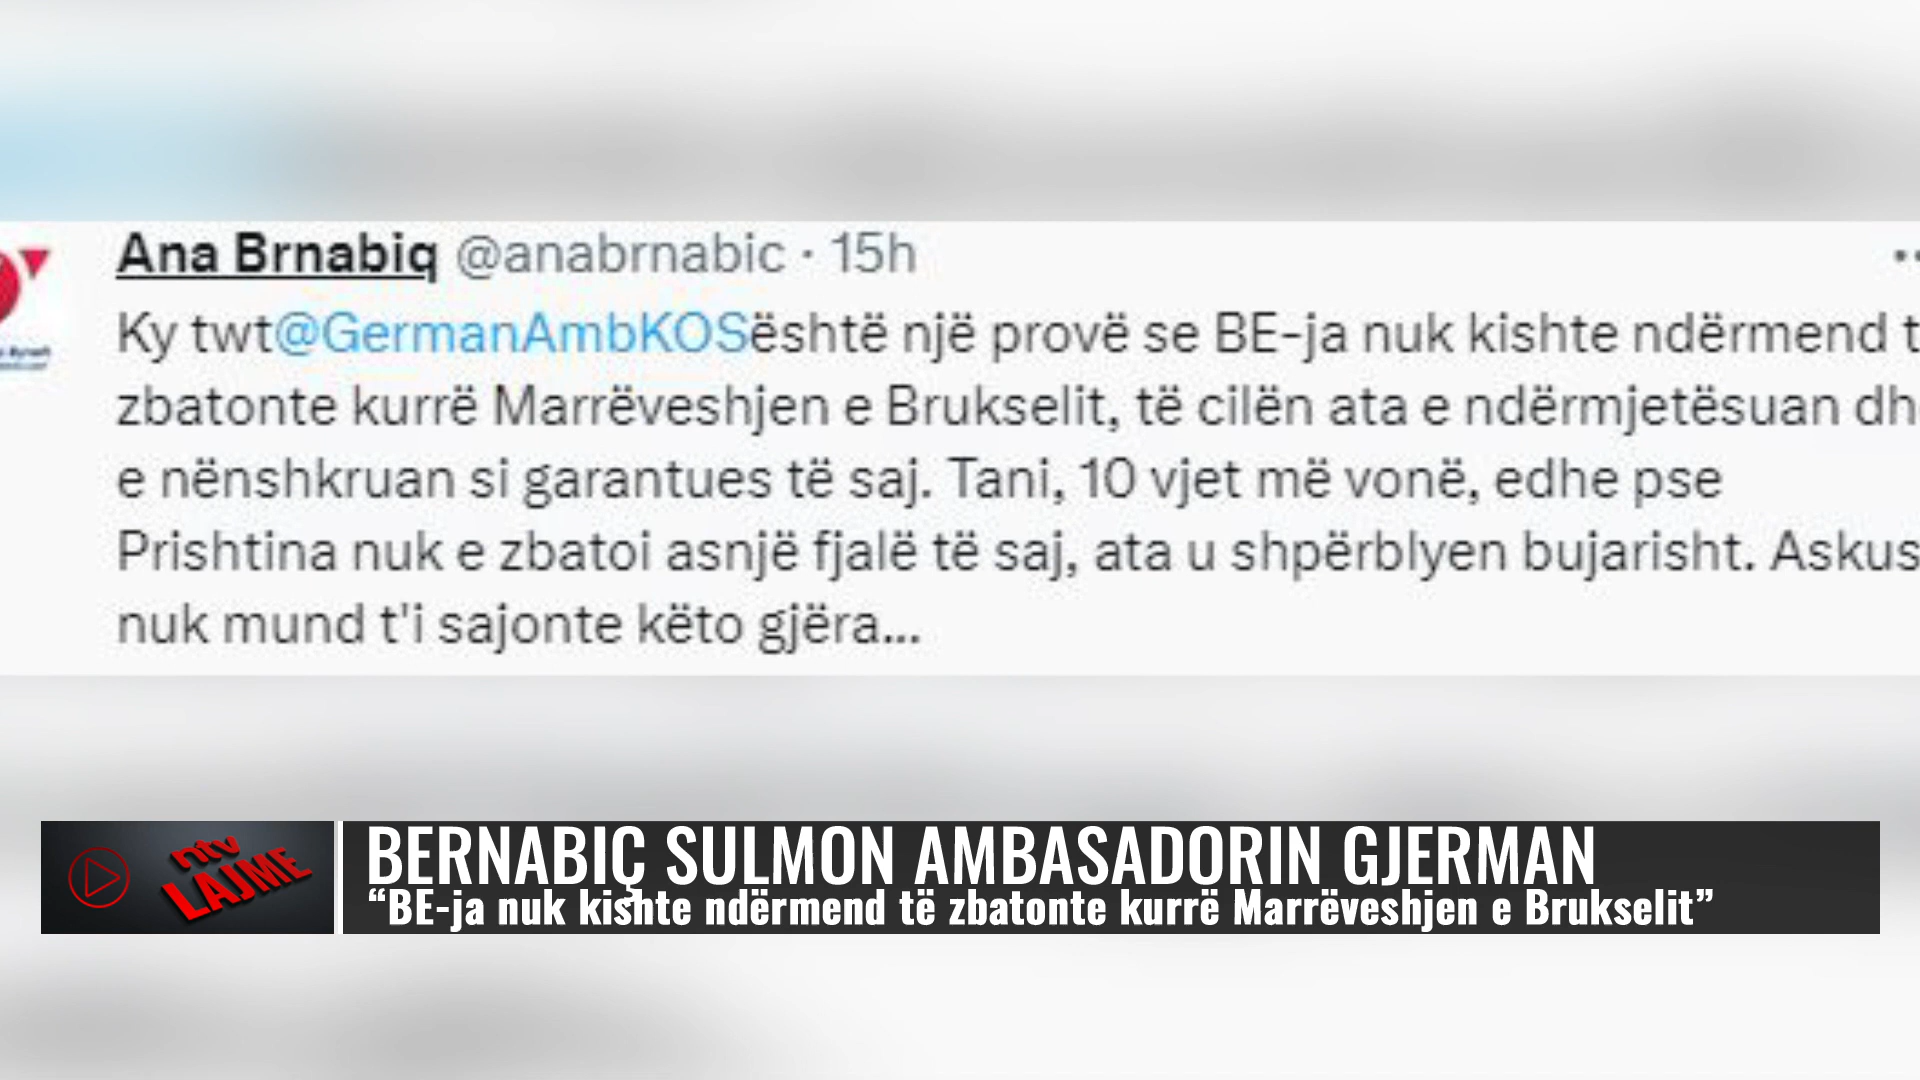 Ana Brnabiq @anabrnabic · 15h
Ky twt@GermanAmbKOSështë një provë se BE-ja nuk kishte ndërmend t
zbatonte kurrë Marrëveshjen e Brukselit, të cilën ata e ndërmjetësuan dh
e nënshkruan si garantues të saj. Tani, 10 vjet më vonë, edhe pse
Prishtina nuk e zbatoi asnjë fjalë të saj, ata u shpërblyen bujarisht. Askus
nuk mund t'i sajonte këto gjëra...
ntv
LAJME
BERNABIÇ SULMON AMBASADORIN GJERMAN
“BE-ja nuk kishte ndërmend të zbatonte kurrë Marrëveshjen e Brukselit”